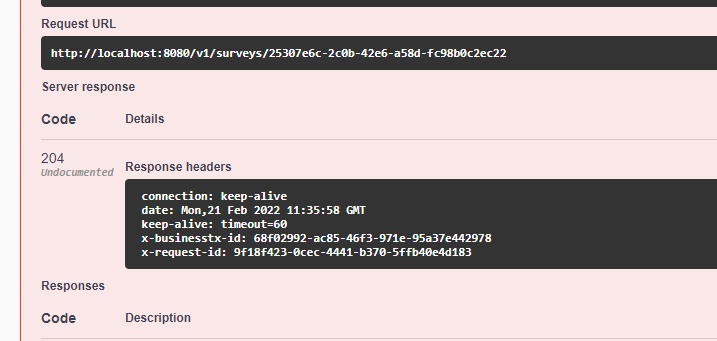 Request URL
http://localhost:8080/v1/surveys/25307e6c-2c0b-42e6-a58d-fc98b0c2ec22
Server response
Code Details
204
Undocumented
Response headers
connection: keep-alive
date: Mon,21 Feb 2022 11:35:58 GMT
keep-alive: timeout=60
x-businesstx-id: 68f02992-ac85-46f3-971e-95a37e442978
x-request-id: 9f18f423-0cec-4441-b370-5ffb40e4d183
Responses
Code Description